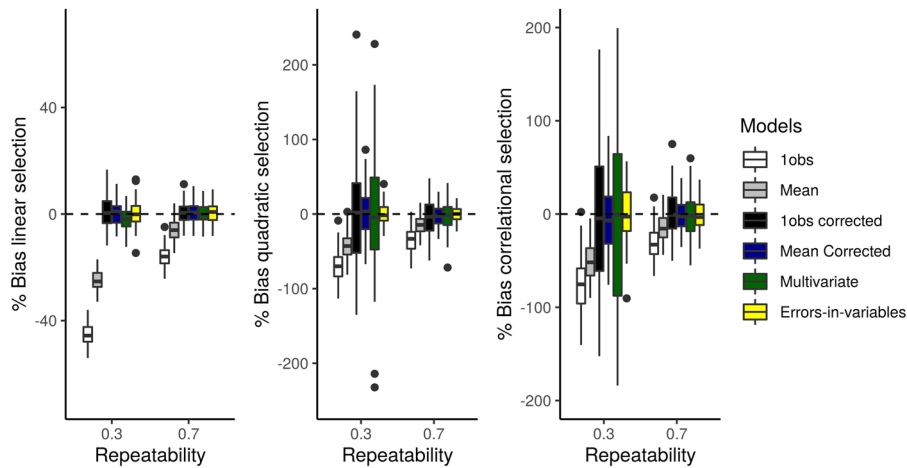 % Bias linear selection
40
0
-40
0.3
0.7
Repeatability
% Bias quadratic selection
200
100
0
-100
-200
0.3
0.7
Repeatability
% Bias correlational selection
200
100
0
-100
-200
0.3
0.7
Repeatability
Models
1obs
Mean
1obs corrected
Mean Corrected
Multivariate
Errors-in-variables